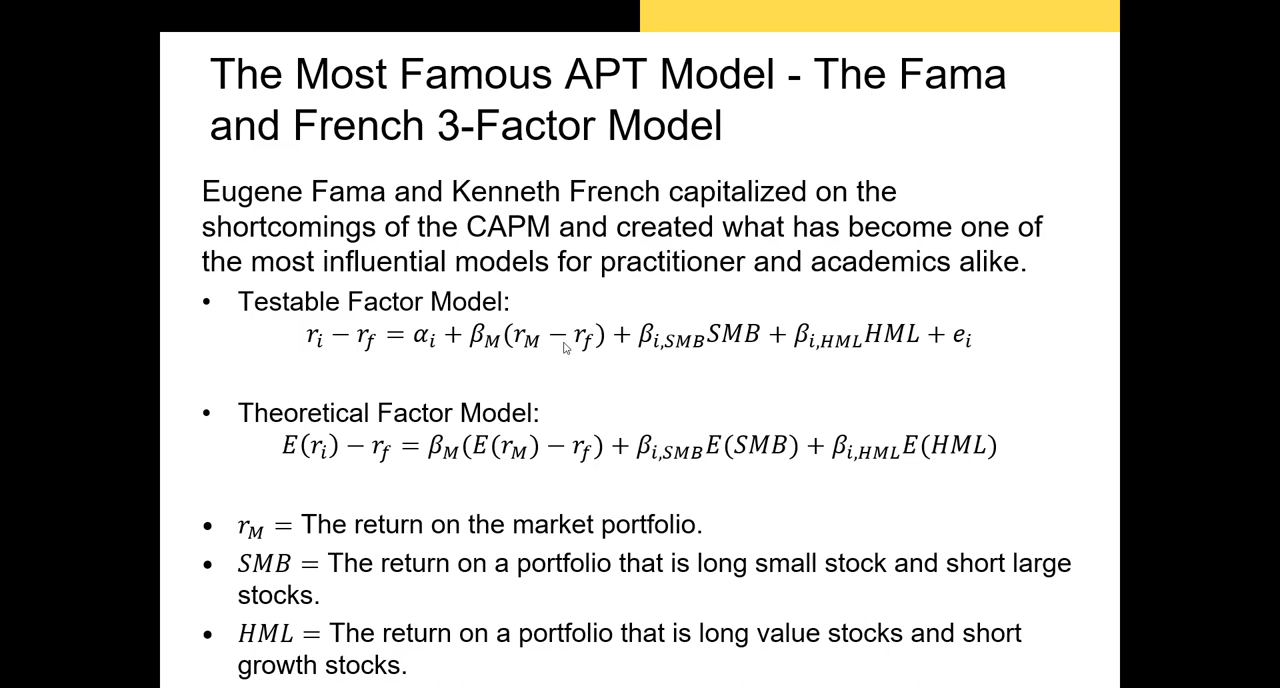 The Most Famous APT Model - The Fama
and French 3-Factor Model
Eugene Fama and Kenneth French capitalized on the
shortcomings of the CAPM and created what has become one of
the most influential models for practitioner and academics alike.
• Testable Factor Model:
rᵢ − r_f = αᵢ + β_M(r_M − r_f) + β_{i,SMB}SMB + β_{i,HML}HML + eᵢ
• Theoretical Factor Model:
E(rᵢ) − r_f = β_M(E(r_M) − r_f) + β_{i,SMB}E(SMB) + β_{i,HML}E(HML)
• r_M = The return on the market portfolio.
• SMB = The return on a portfolio that is long small stock and short large
stocks.
• HML = The return on a portfolio that is long value stocks and short
growth stocks.